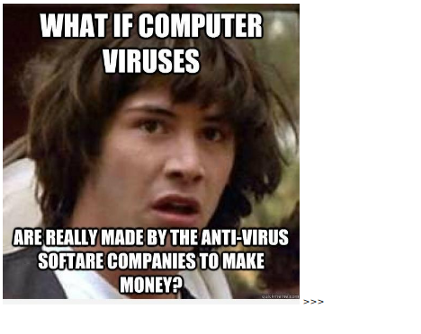 WHAT IF COMPUTER
VIRUSES
ARE REALLY MADE BY THE ANTI-VIRUS
SOFTARE COMPANIES TO MAKE
MONEY?
>>>